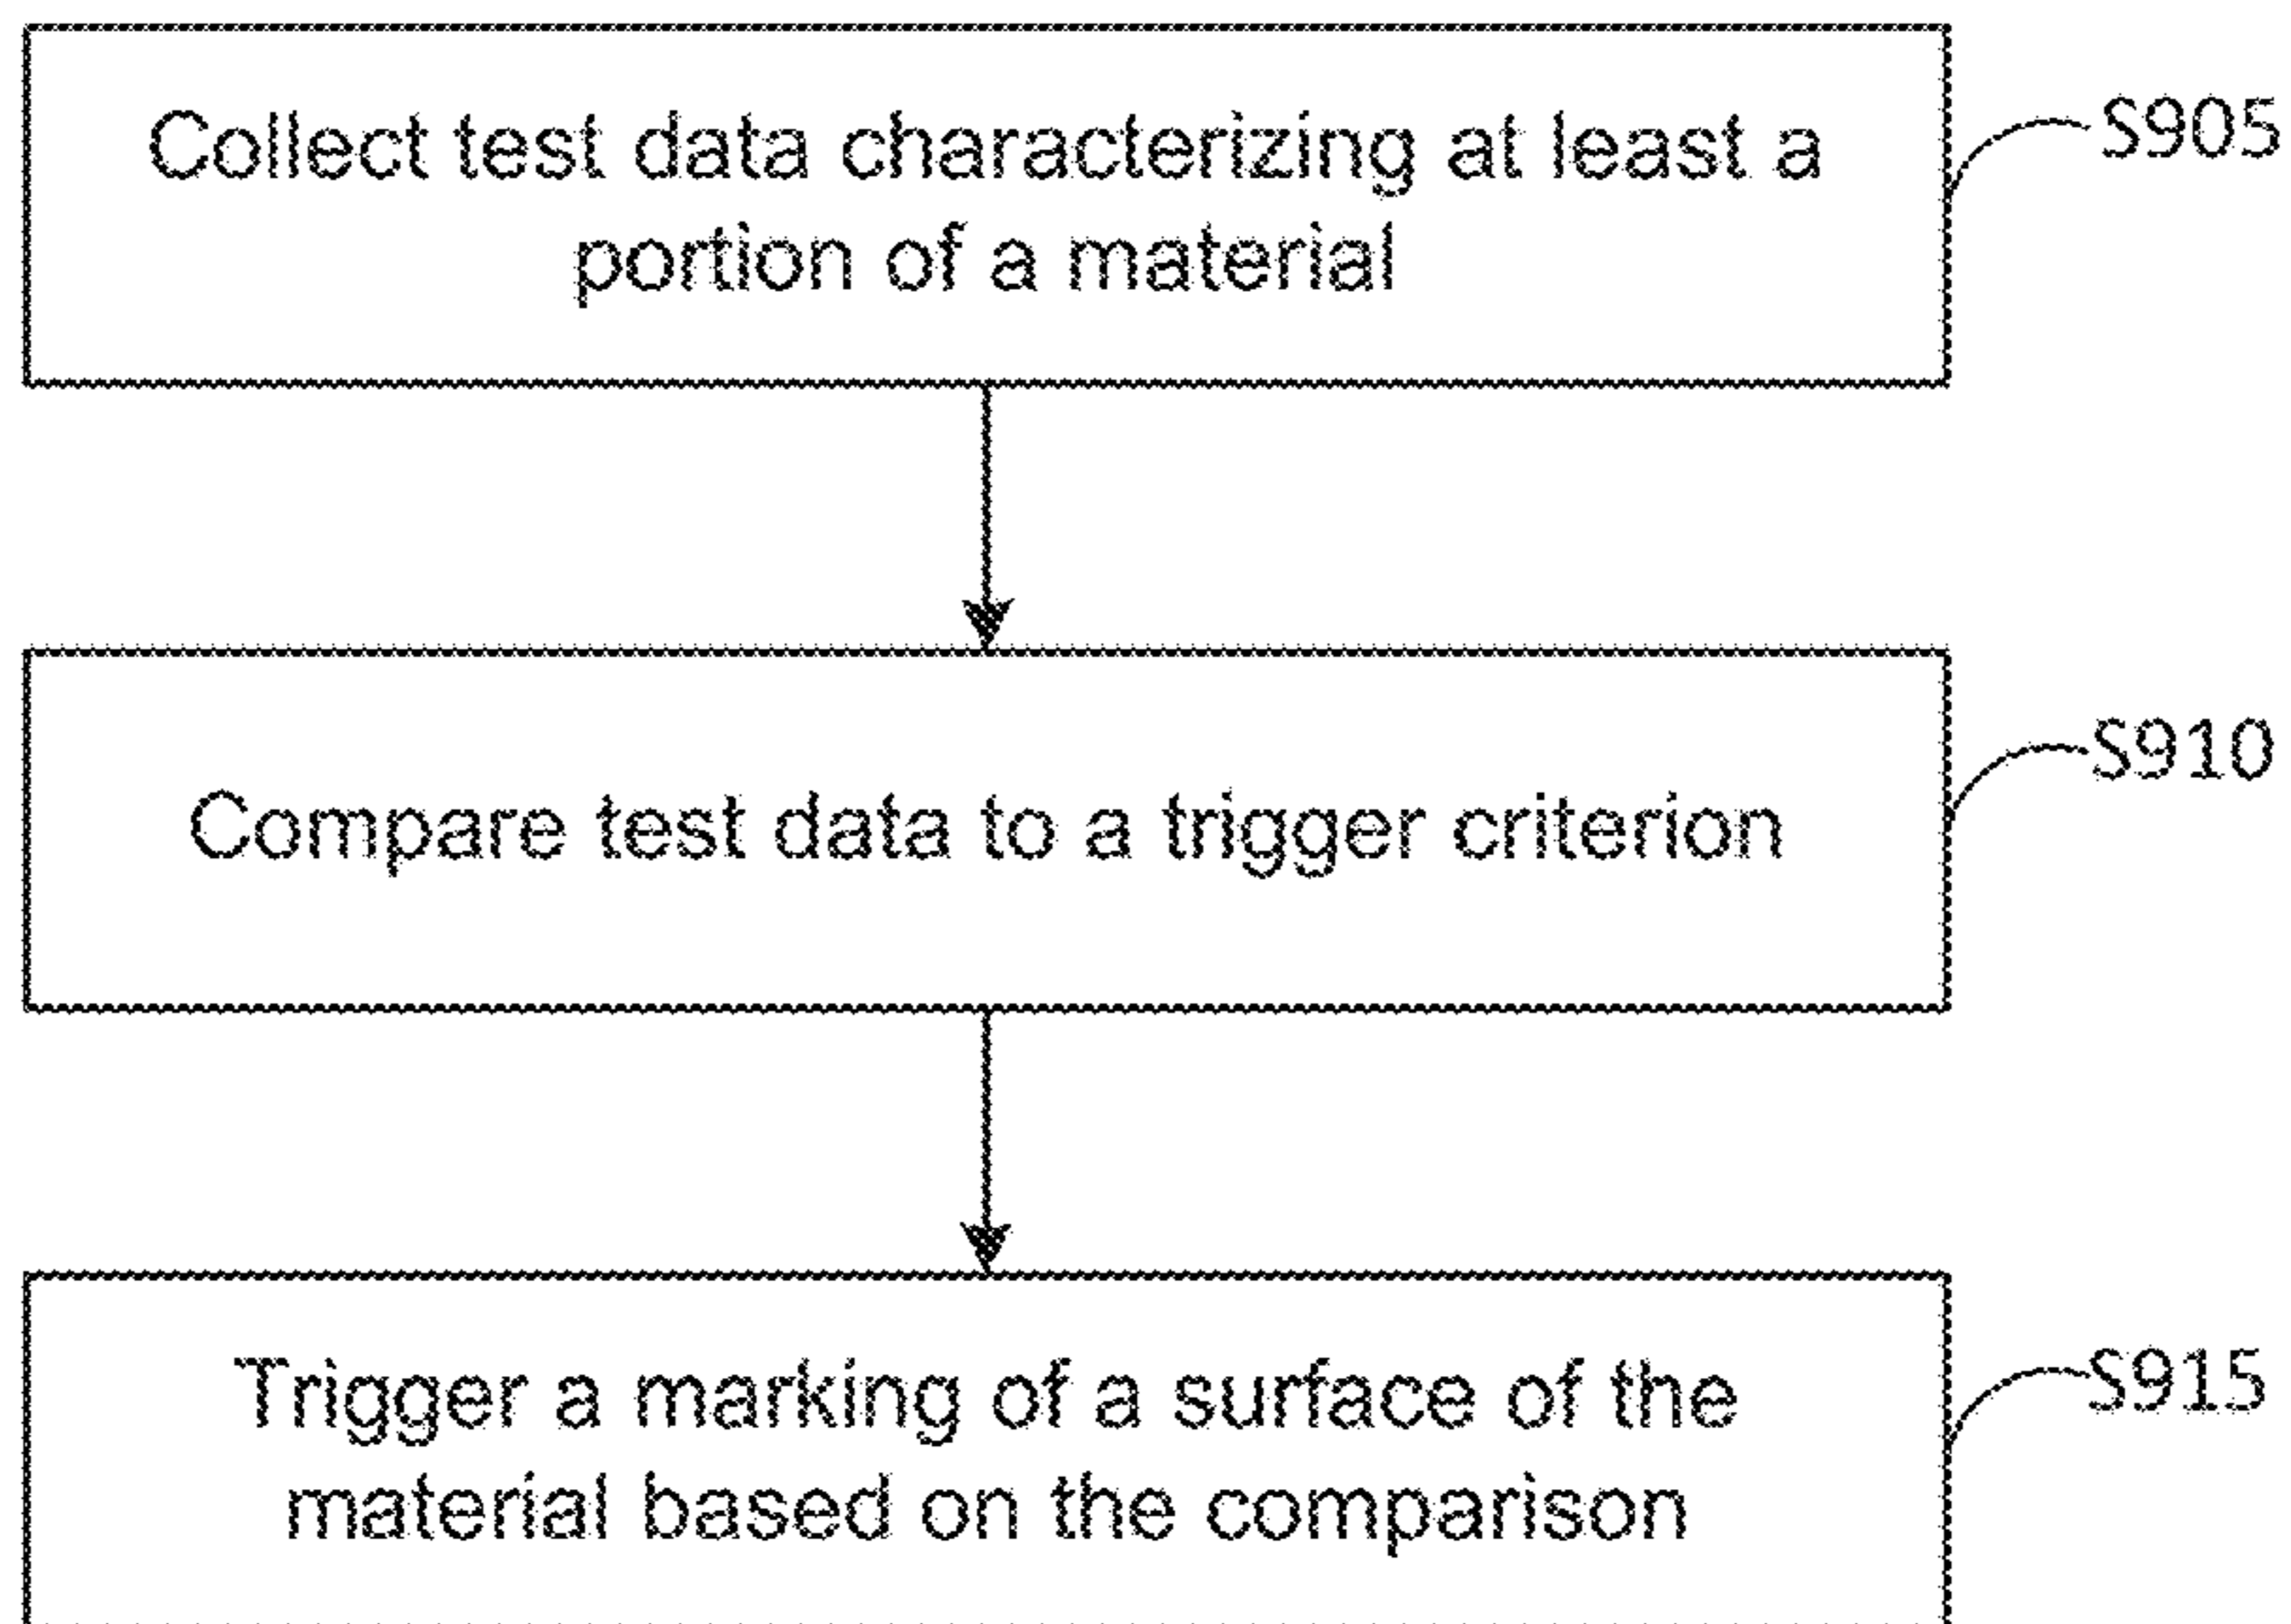 Collect test data characterizing at least a
portion of a material
S905
Compare test data to a trigger criterion
S910
Trigger a marking of a surface of the
material based on the comparison
S915